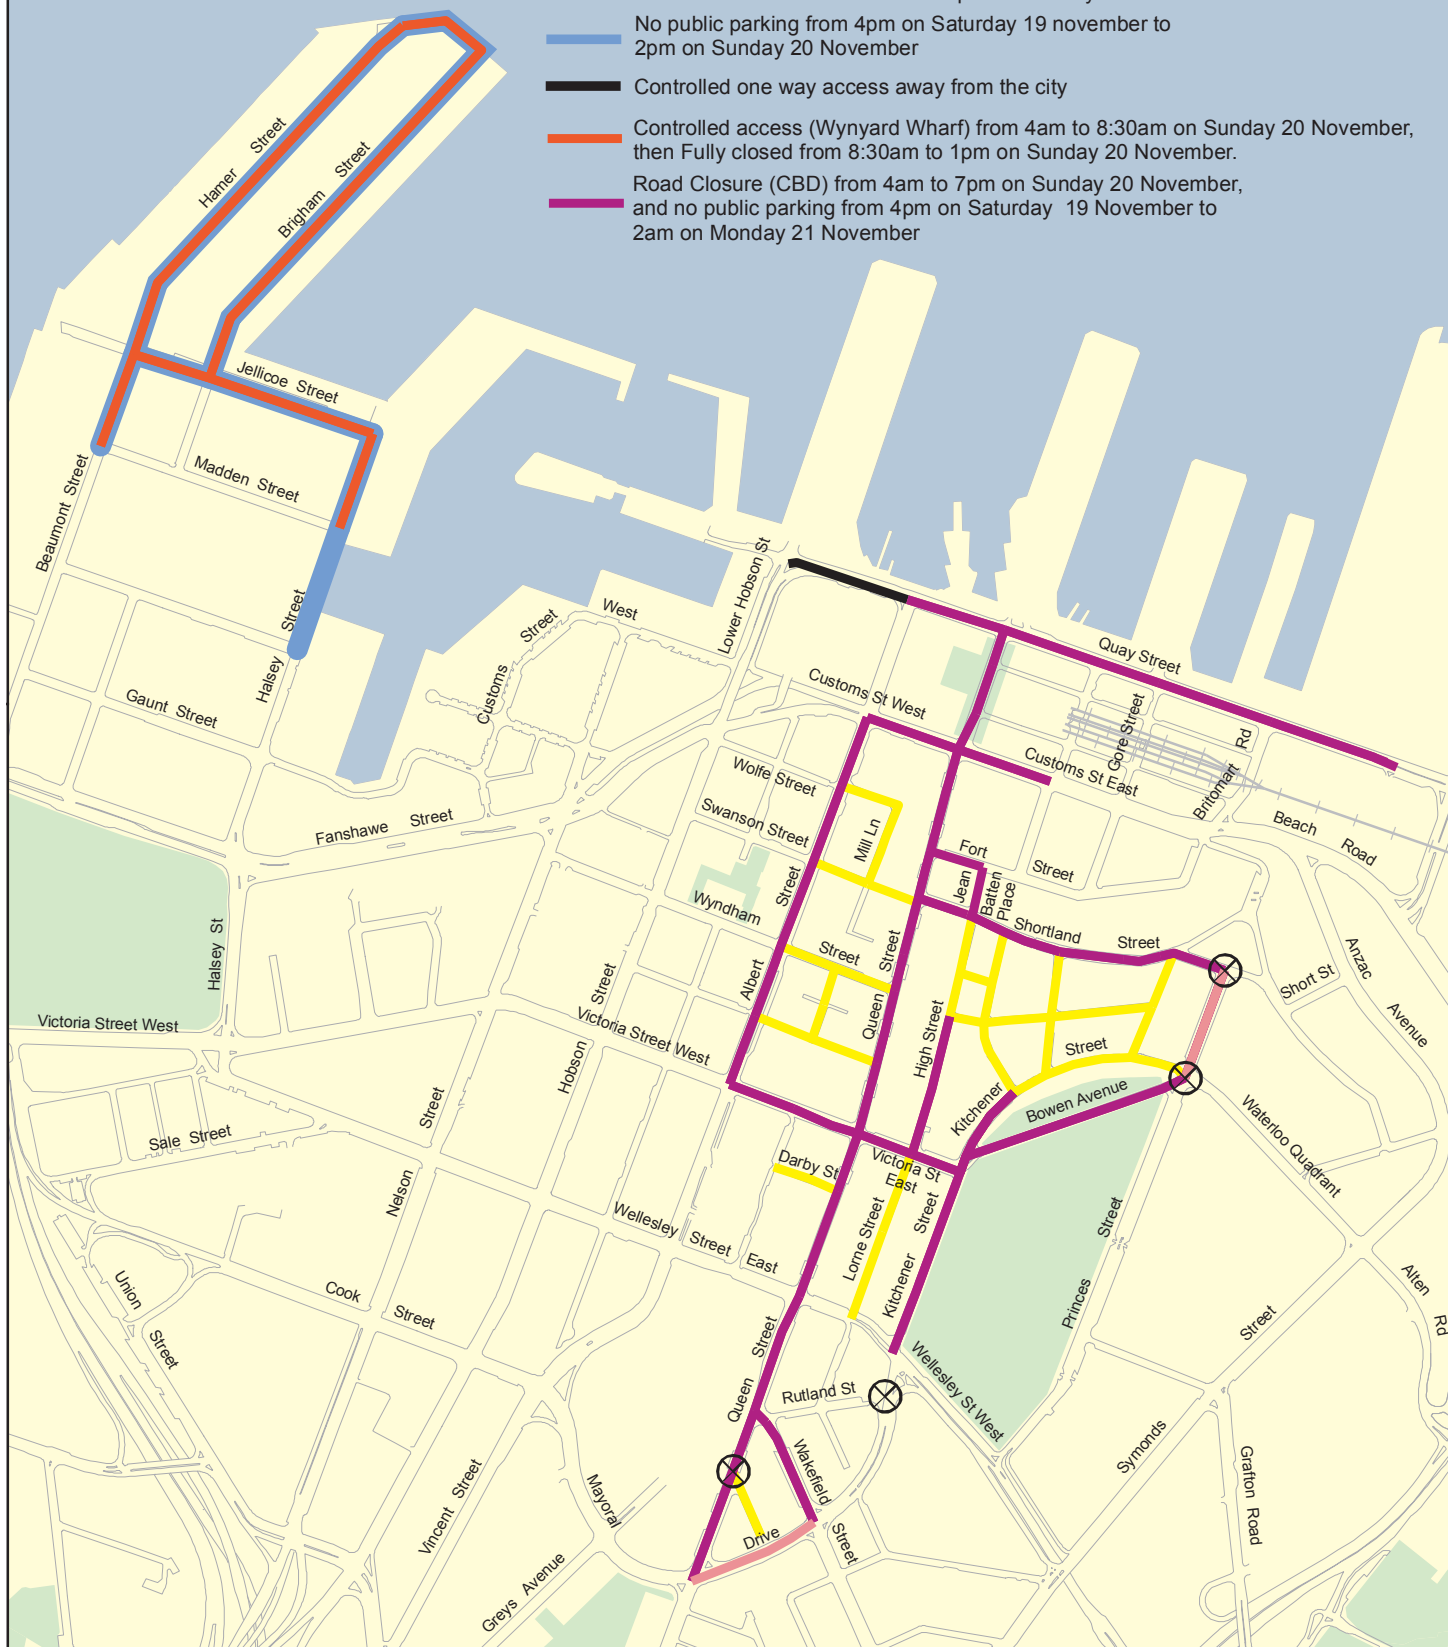 No public parking from 4pm on Saturday 19 november to
2pm on Sunday 20 November
Controlled one way access away from the city
Controlled access (Wynyard Wharf) from 4am to 8:30am on Sunday 20 November,
then Fully closed from 8:30am to 1pm on Sunday 20 November.
Road Closure (CBD) from 4am to 7pm on Sunday 20 November,
and no public parking from 4pm on Saturday 19 November to
2am on Monday 21 November
Hamer Street
Brigham Street
Jellicoe Street
Madden Street
Beaumont Street
Halsey Street
Gaunt Street
Customs Street West
Lower Hobson St
Quay Street
Customs St West
Gore Street
Customs St East
Britomart Rd
Beach Road
Wolfe Street
Swanson Street
Mill Ln
Fanshawe Street
Fort Street
Jean Batten Place
Wyndham Street
Shortland Street
Albert Street
Queen Street
Anzac Avenue
Short St
Halsey St
Victoria Street West
Hobson Street
Victoria Street West
High Street
Street
Kitchener
Bowen Avenue
Waterloo Quadrant
Sale Street
Nelson Street
Darby St
Victoria St East
Wellesley Street East
Lorne Street
Kitchener Street
Princes Street
Union Street
Cook Street
Alten Rd
Symonds Street
Queen Street
Rutland St
Wellesley St West
Wakefield Street
Mayoral Drive
Vincent Street
Greys Avenue
Grafton Road